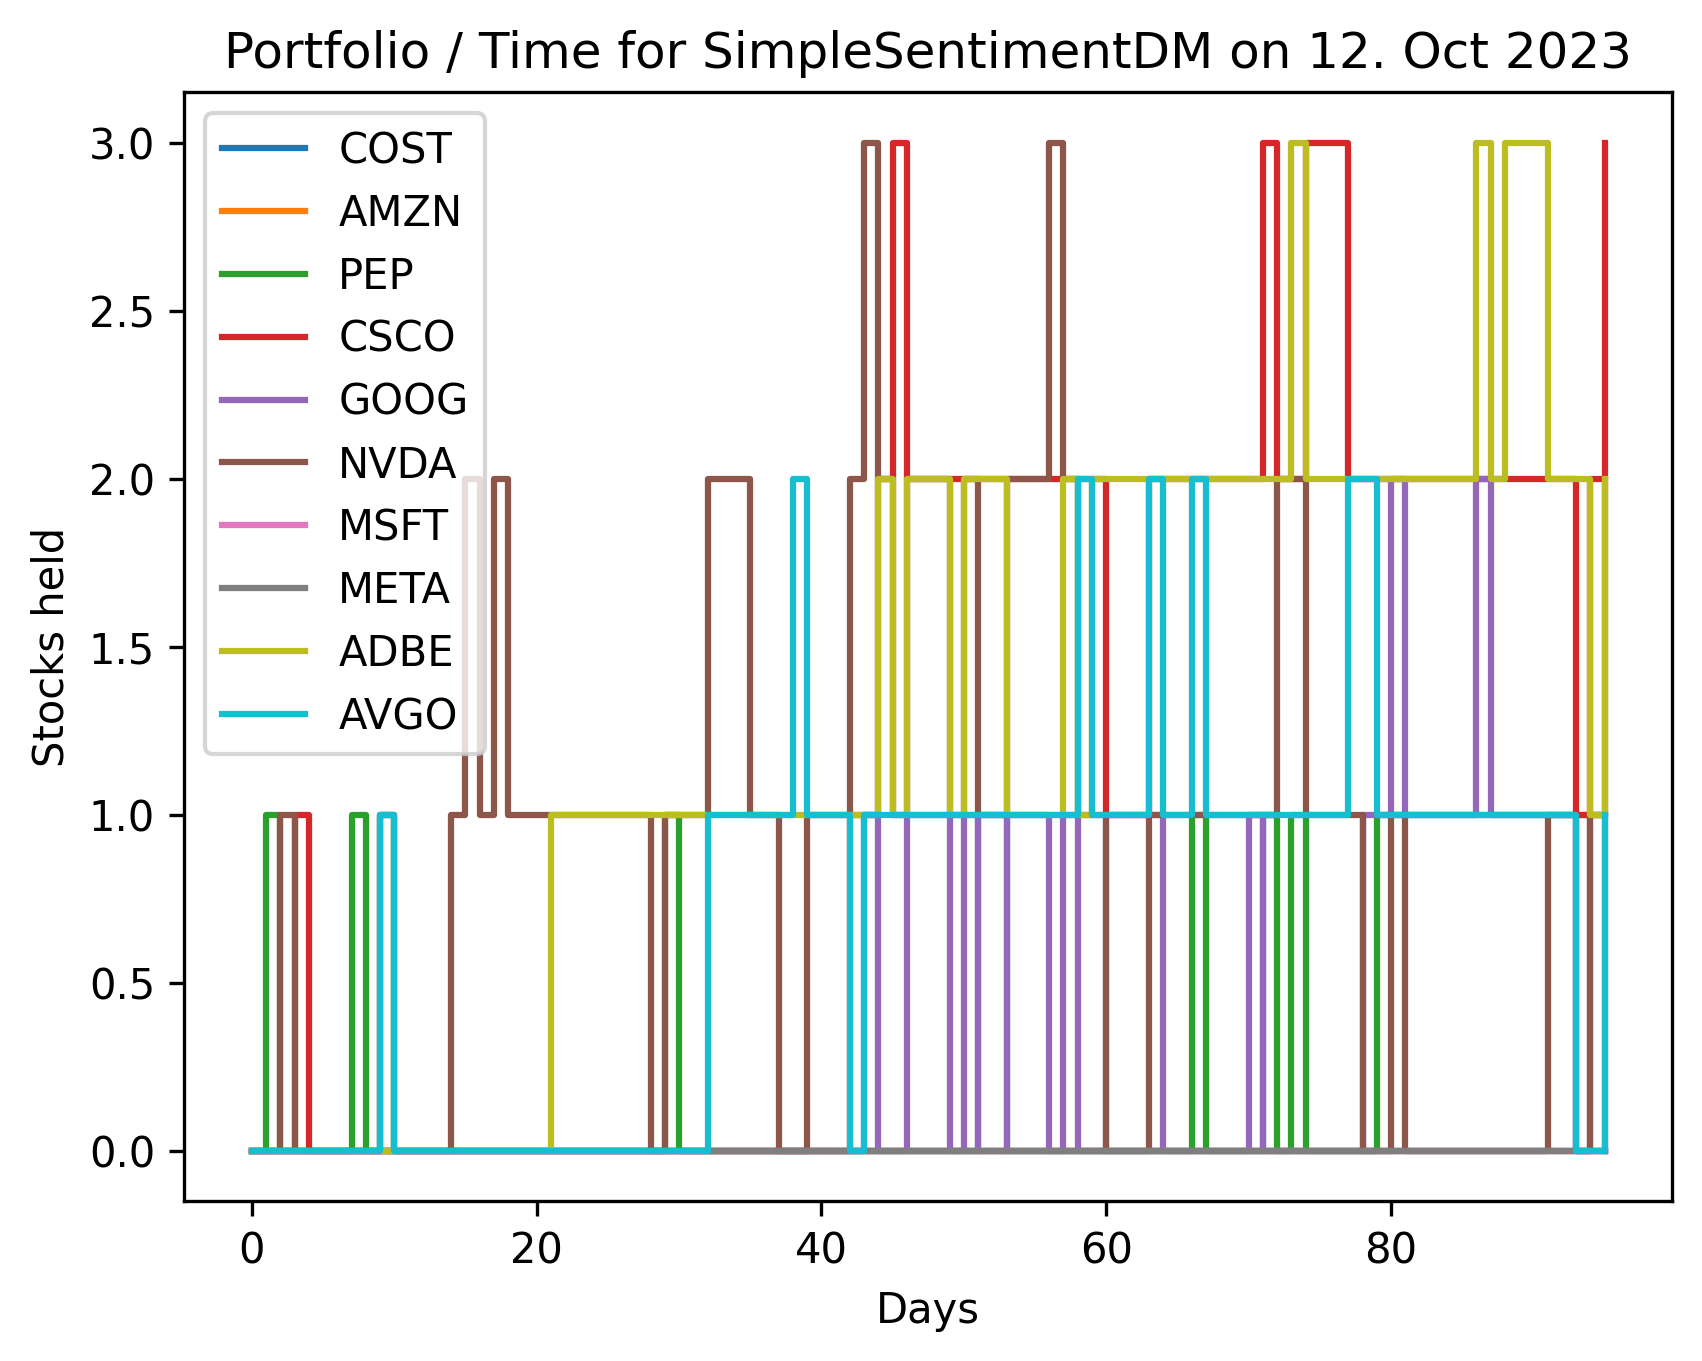 Portfolio / Time for SimpleSentimentDM on 12. Oct 2023
3.0
2.5
2.0
1.5
1.0
0.5
0.0
Stocks held
COST
AMZN
PEP
CSCO
GOOG
NVDA
MSFT
META
ADBE
AVGO
0 20 40 60 80
Days